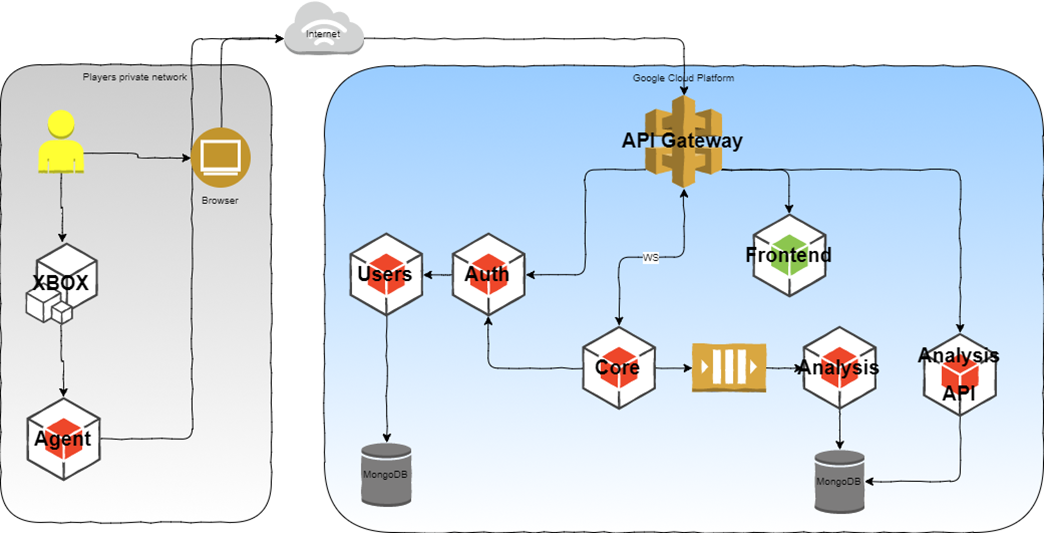 Internet
Players private network
Google Cloud Platform
API Gateway
Browser
XBOX
Agent
WS
Frontend
Users
Auth
Core
Analysis
Analysis
API
MongoDB
MongoDB